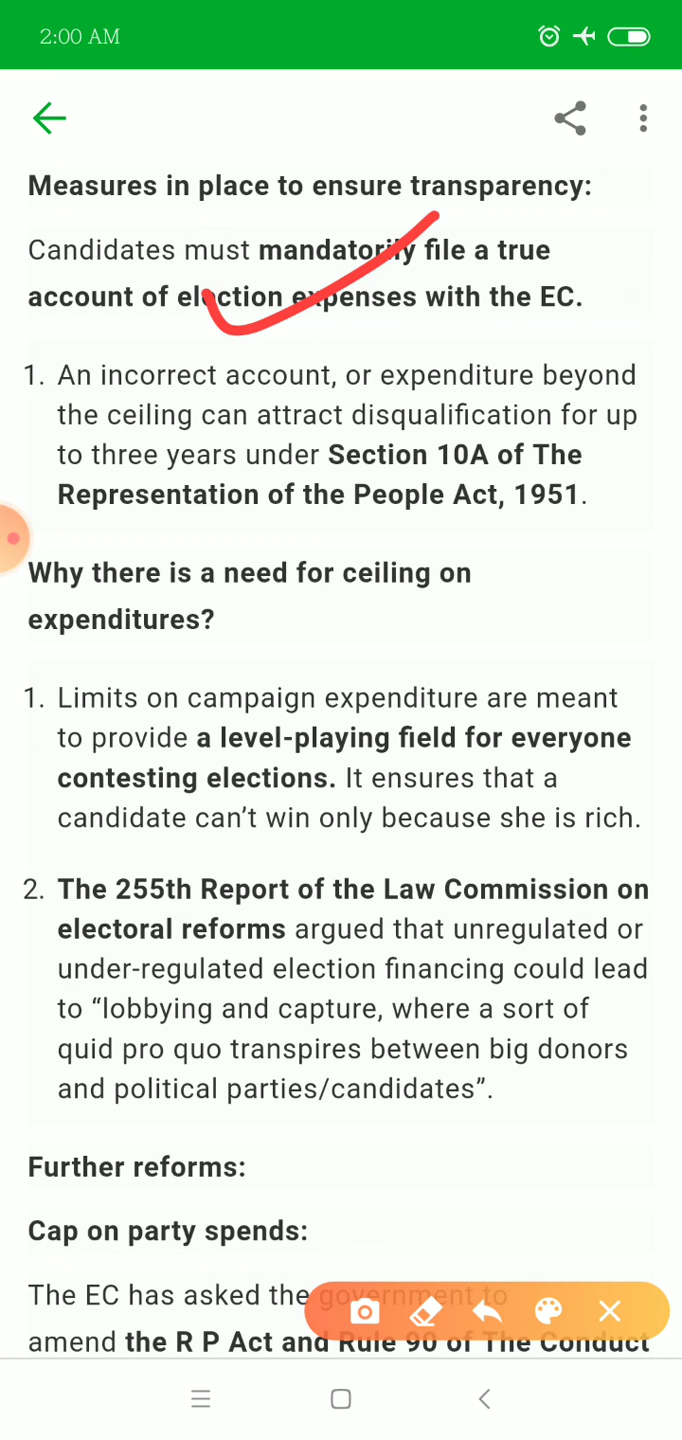 2:00 AM
Measures in place to ensure transparency:
Candidates must mandatorily file a true
account of election expenses with the EC.
1. An incorrect account, or expenditure beyond
the ceiling can attract disqualification for up
to three years under Section 10A of The
Representation of the People Act, 1951.
Why there is a need for ceiling on
expenditures?
1. Limits on campaign expenditure are meant
to provide a level-playing field for everyone
contesting elections. It ensures that a
candidate can't win only because she is rich.
2. The 255th Report of the Law Commission on
electoral reforms argued that unregulated or
under-regulated election financing could lead
to “lobbying and capture, where a sort of
quid pro quo transpires between big donors
and political parties/candidates”.
Further reforms:
Cap on party spends:
The EC has asked the government to
amend the R P Act and Rule 90 of The Conduct